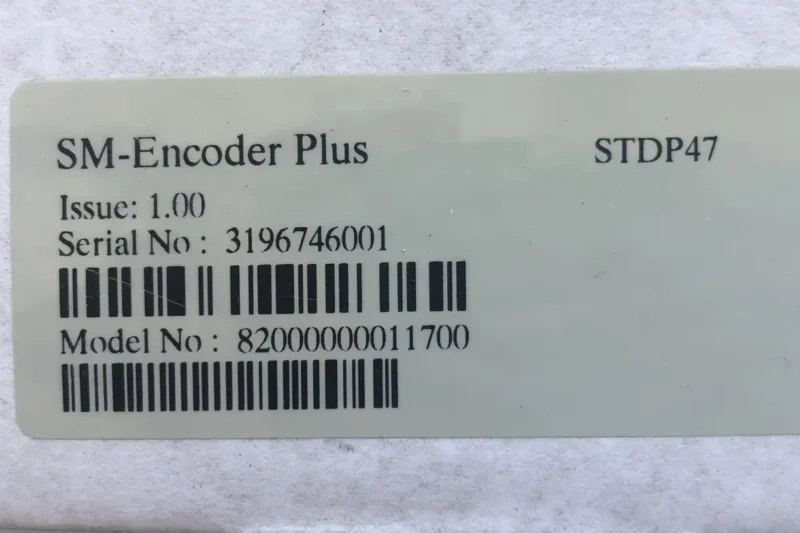 SM-Encoder Plus STDP47
Issue: 1.00
Serial No : 3196746001
Model No : 82000000011700